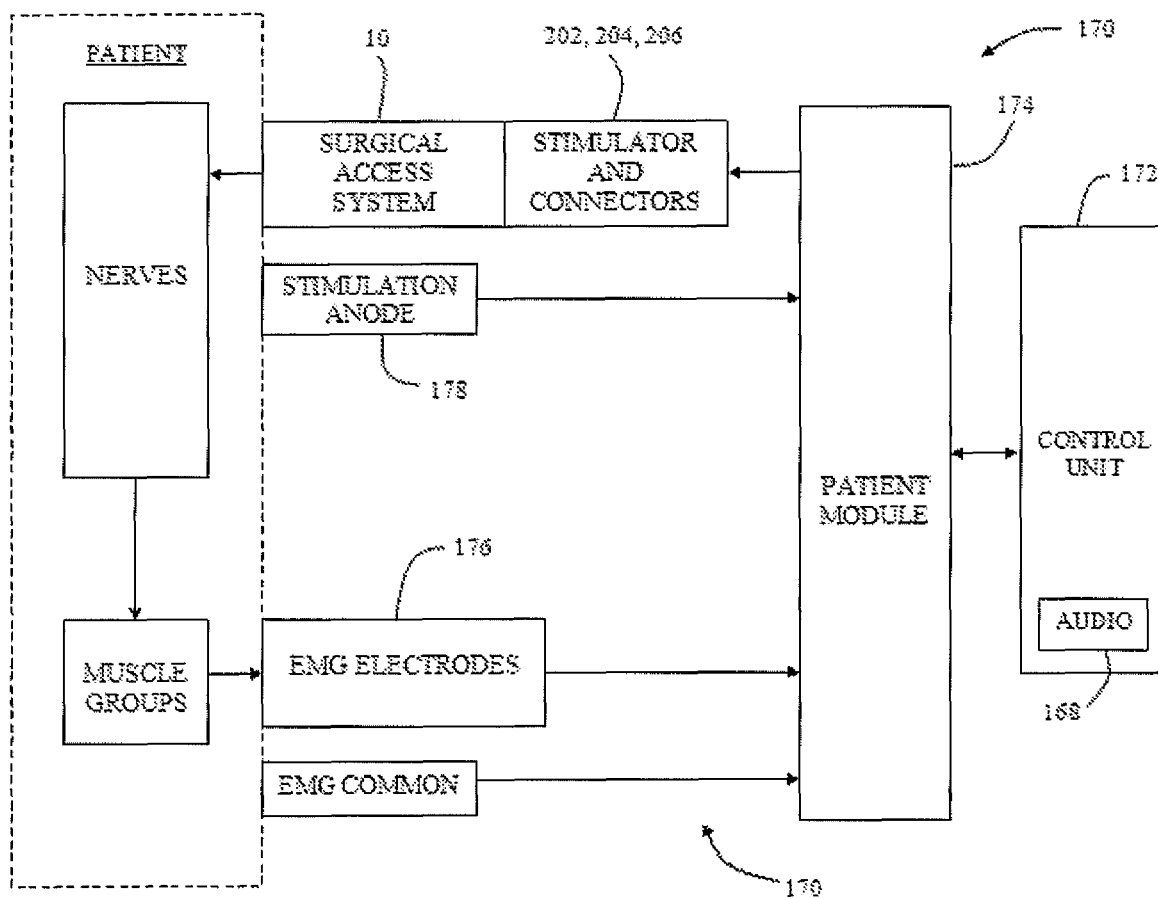 10
202, 204, 206
170
PATIENT
174
SURGICAL
ACCESS
SYSTEM
STIMULATOR
AND
CONNECTORS
172
NERVES
STIMULATION
ANODE
178
CONTROL
UNIT
PATIENT
MODULE
176
AUDIO
EMG ELECTRODES
MUSCLE
GROUPS
168
EMG COMMON
170